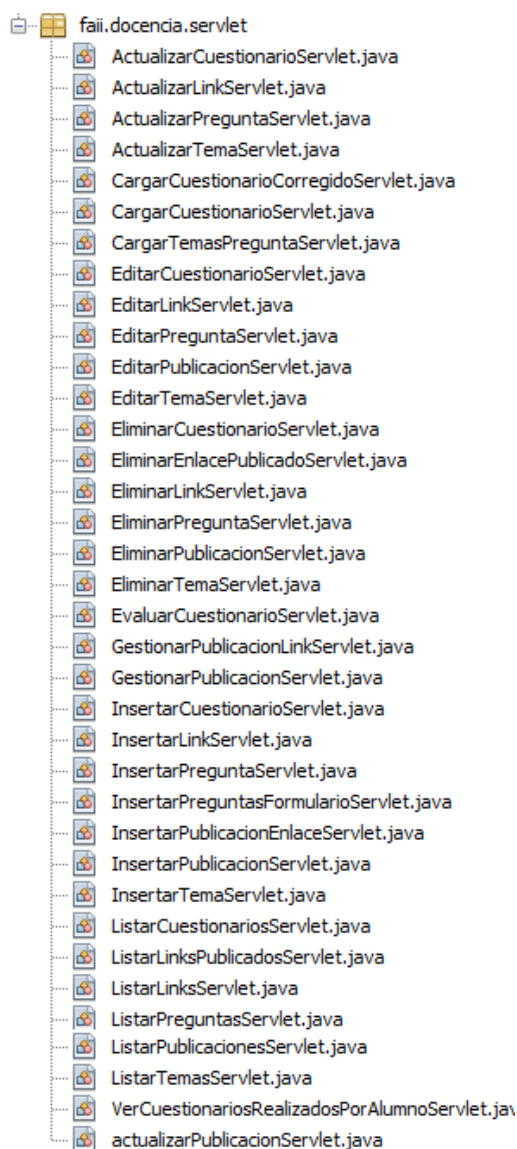 faii.docencia.servlet
ActualizarCuestionarioServlet.java
ActualizarLinkServlet.java
ActualizarPreguntaServlet.java
ActualizarTemaServlet.java
CargarCuestionarioCorregidoServlet.java
CargarCuestionarioServlet.java
CargarTemasPreguntaServlet.java
EditarCuestionarioServlet.java
EditarLinkServlet.java
EditarPreguntaServlet.java
EditarPublicacionServlet.java
EditarTemaServlet.java
EliminarCuestionarioServlet.java
EliminarEnlacePublicadoServlet.java
EliminarLinkServlet.java
EliminarPreguntaServlet.java
EliminarPublicacionServlet.java
EliminarTemaServlet.java
EvaluarCuestionarioServlet.java
GestionarPublicacionLinkServlet.java
GestionarPublicacionServlet.java
InsertarCuestionarioServlet.java
InsertarLinkServlet.java
InsertarPreguntaServlet.java
InsertarPreguntasFormularioServlet.java
InsertarPublicacionEnlaceServlet.java
InsertarPublicacionServlet.java
InsertarTemaServlet.java
ListarCuestionariosServlet.java
ListarLinksPublicadosServlet.java
ListarLinksServlet.java
ListarPreguntasServlet.java
ListarPublicacionesServlet.java
ListarTemasServlet.java
VerCuestionariosRealizadosPorAlumnoServlet.jav
actualizarPublicacionServlet.java